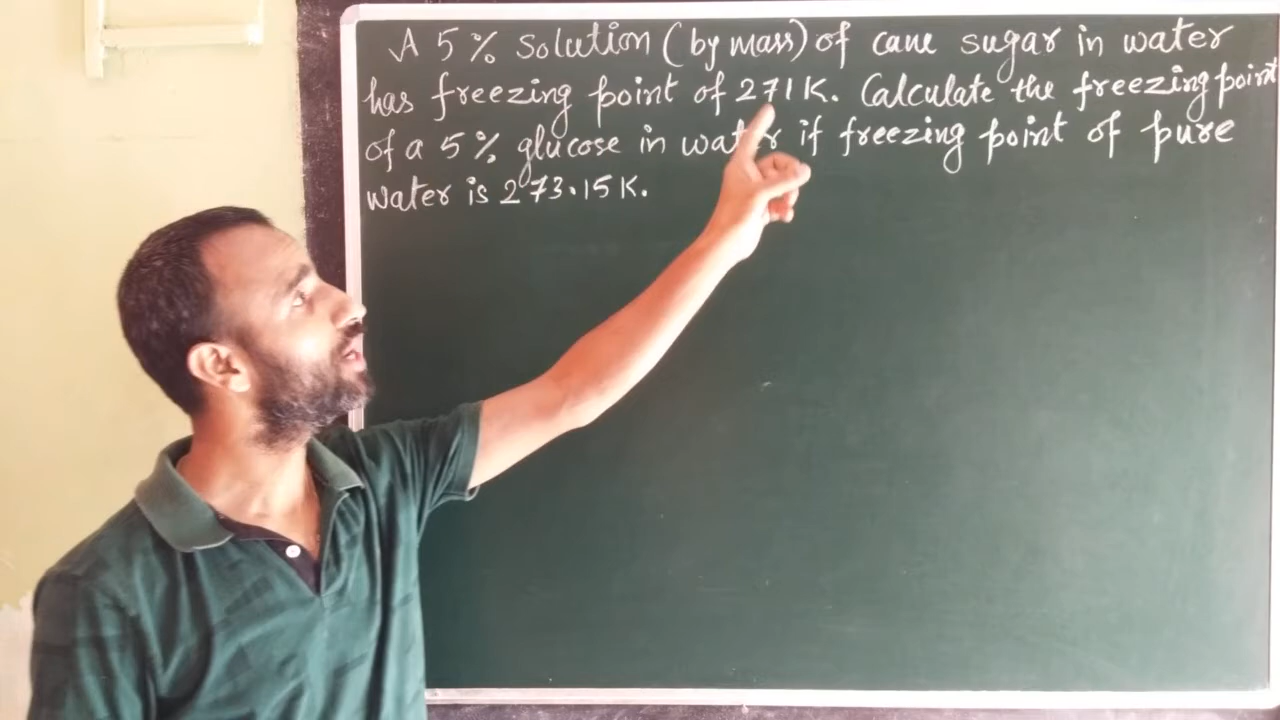 A 5% solution (by mass) of cane sugar in water
has freezing point of 271K. Calculate the freezing point
of a 5% glucose in water if freezing point of pure
water is 273.15K.